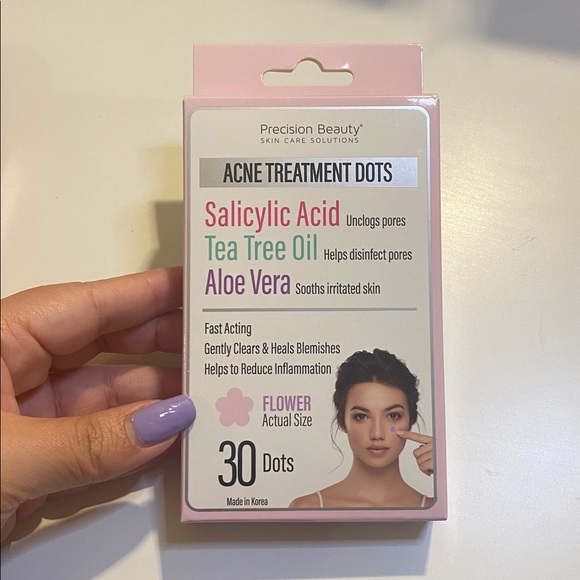 Precision Beauty®
SKIN CARE SOLUTIONS
ACNE TREATMENT DOTS
Salicylic Acid Unclogs pores
Tea Tree Oil Helps disinfect pores
Aloe Vera Sooths irritated skin
Fast Acting
Gently Clears & Heals Blemishes
Helps to Reduce Inflammation
FLOWER
Actual Size
30 Dots
Made in Korea